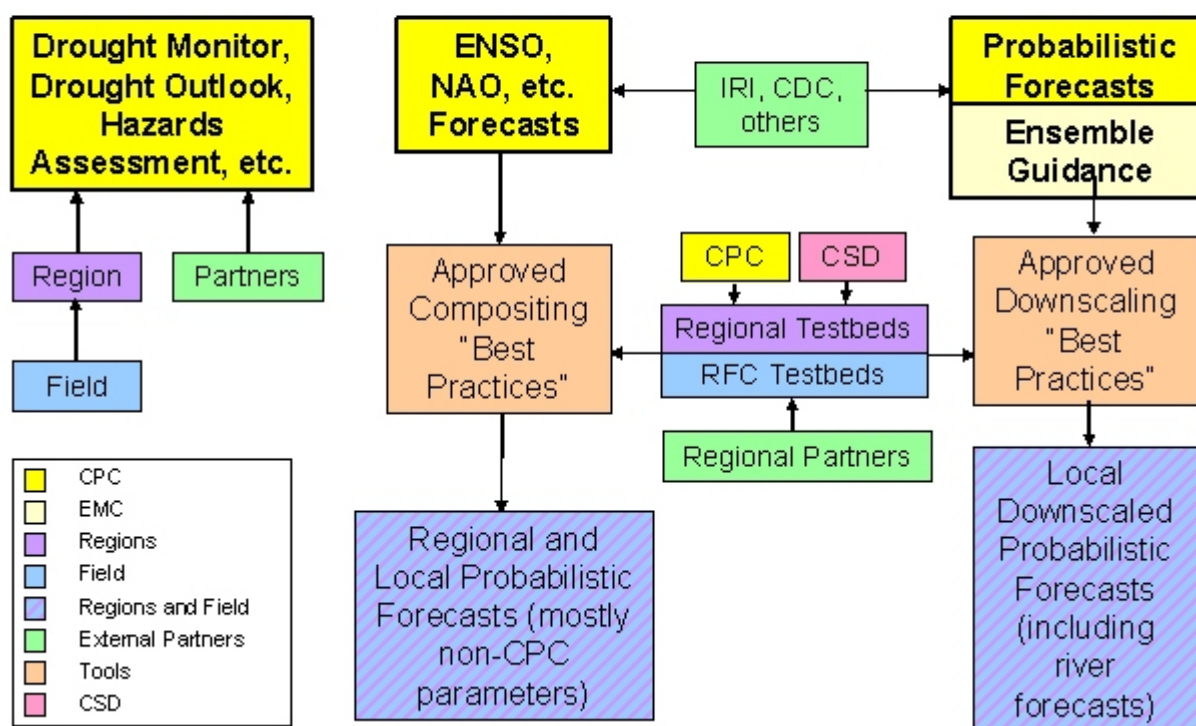 Drought Monitor,
Drought Outlook,
Hazards
Assessment, etc.
Region
Partners
Field
ENSO,
NAO, etc.
Forecasts
IRI, CDC,
others
Probabilistic
Forecasts
Ensemble
Guidance
Approved
Compositing
"Best
Practices"
CPC
CSD
Regional Testbeds
RFC Testbeds
Regional Partners
Approved
Downscaling
"Best
Practices"
Regional and
Local Probabilistic
Forecasts (mostly
non-CPC
parameters)
Local
Downscaled
Probabilistic
Forecasts
(including
river
forecasts)
CPC
EMC
Regions
Field
Regions and Field
External Partners
Tools
CSD